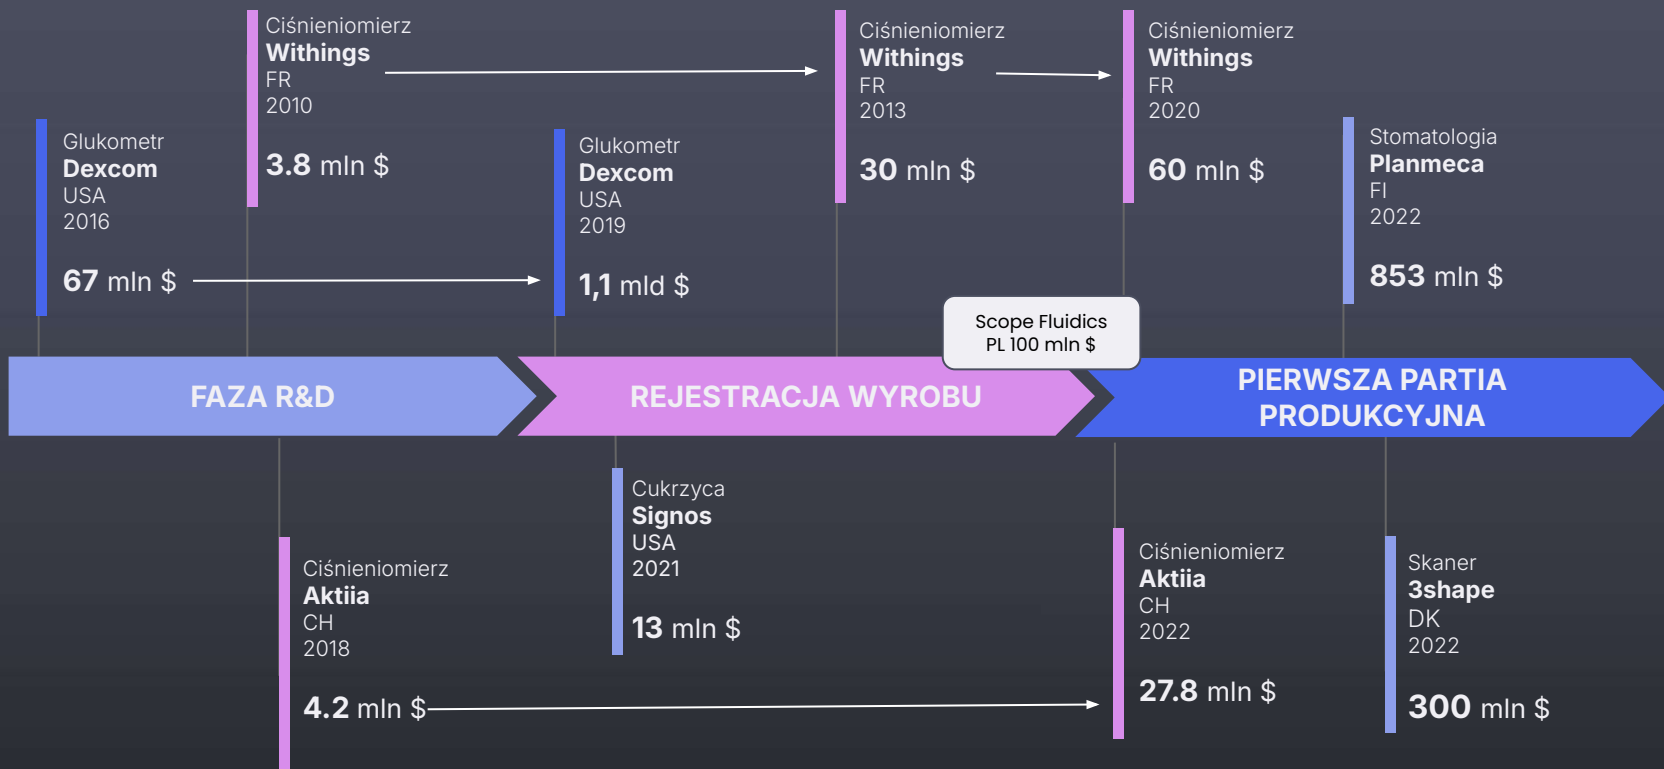 Ciśnieniomierz
Withings
FR
2010
3.8 mln $
Ciśnieniomierz
Withings
FR
2013
30 mln $
Ciśnieniomierz
Withings
FR
2020
60 mln $
Glukometr
Dexcom
USA
2016
67 mln $
Glukometr
Dexcom
USA
2019
1,1 mld $
Stomatologia
Planmeca
FI
2022
853 mln $
Scope Fluidics
PL 100 mln $
FAZA R&D
REJESTRACJA WYROBU
PIERWSZA PARTIA
PRODUKCYJNA
Ciśnieniomierz
Aktiia
CH
2018
4.2 mln $
Cukrzyca
Signos
USA
2021
13 mln $
Ciśnieniomierz
Aktiia
CH
2022
27.8 mln $
Skaner
3shape
DK
2022
300 mln $